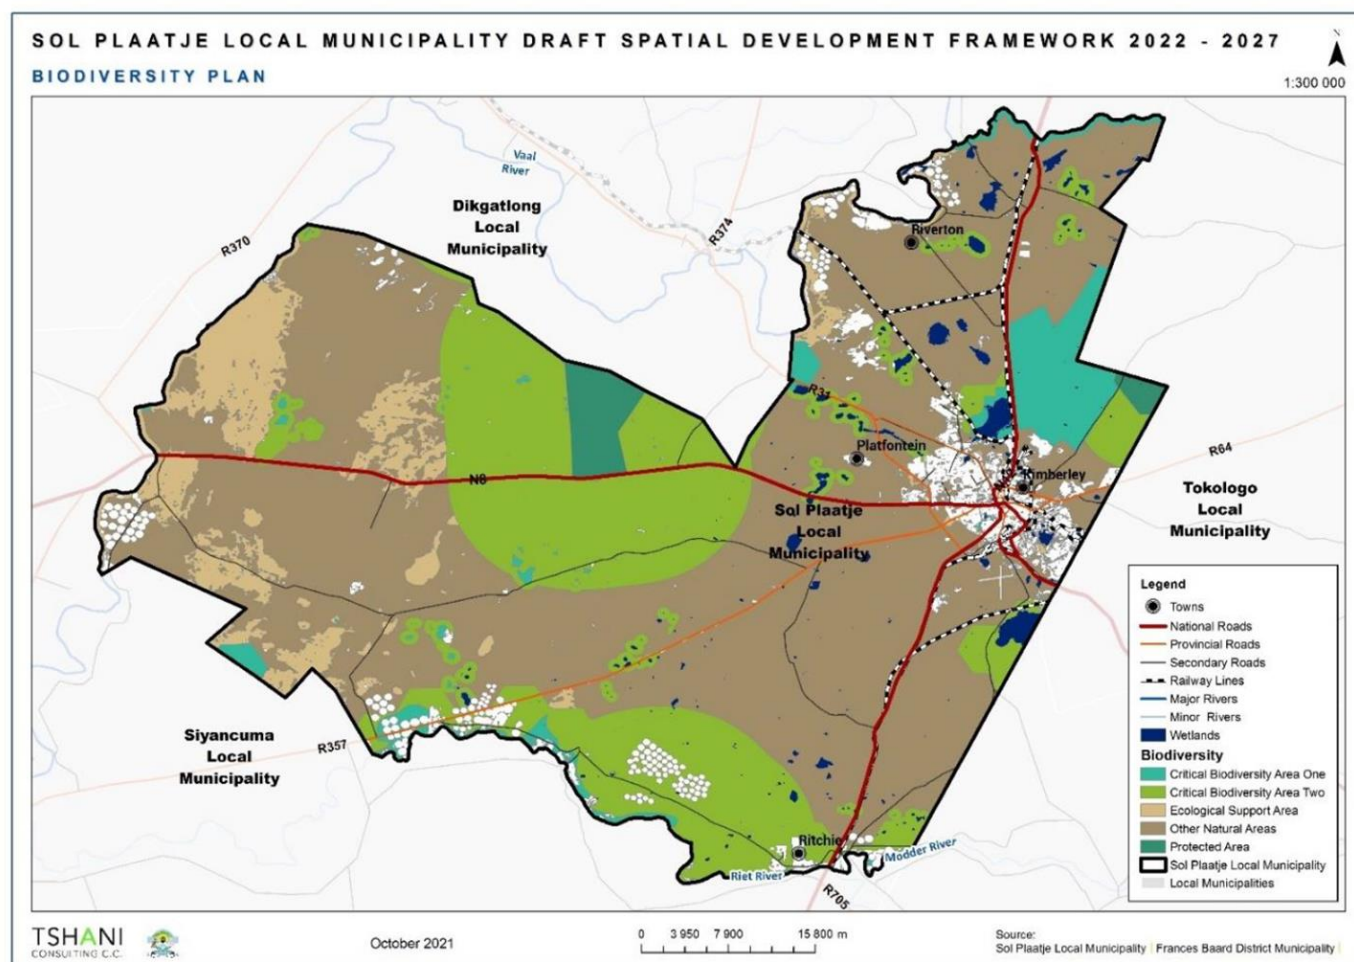 SOL PLAATJE LOCAL MUNICIPALITY DRAFT SPATIAL DEVELOPMENT FRAMEWORK 2022 - 2027
BIODIVERSITY PLAN
N
1:300 000
Vaal
River
Dikgatlong
Local
Municipality
R370
R374
Riverton
R31
Platfontein
R64
N8
Kimberley
Sol Plaatje
Local
Municipality
Tokologo
Local
Municipality
Siyancuma
Local
Municipality
R357
Ritchie
Modder River
Riet River
R705
Legend
Towns
National Roads
Provincial Roads
Secondary Roads
Railway Lines
Major Rivers
Minor Rivers
Wetlands
Biodiversity
Critical Biodiversity Area One
Critical Biodiversity Area Two
Ecological Support Area
Other Natural Areas
Protected Area
Sol Plaatje Local Municipality
Local Municipalities
TSHANI
CONSULTING C.C.
October 2021
0 3 950 7 900 15 800 m
Source:
Sol Plaatje Local Municipality | Frances Baard District Municipality |